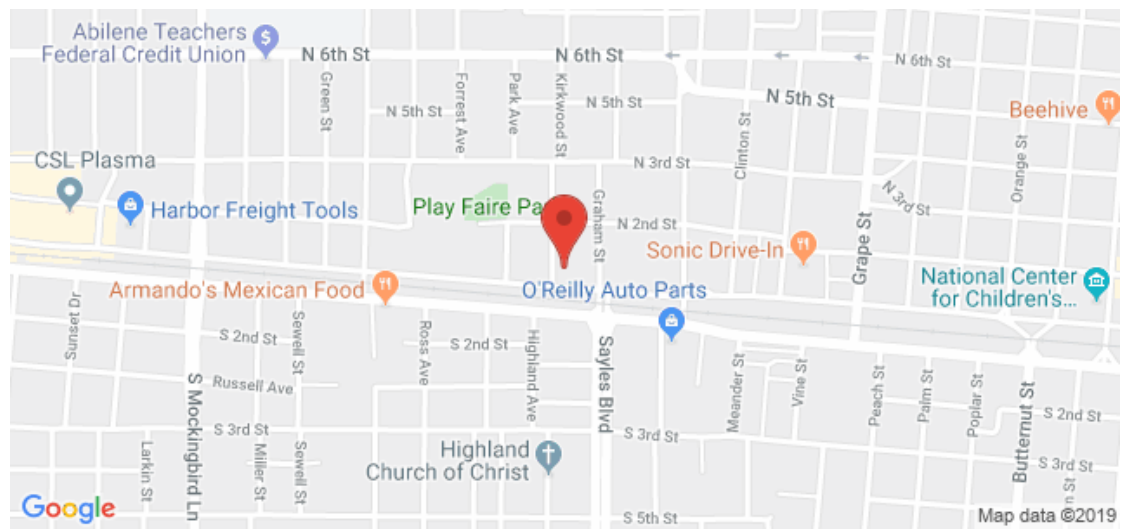 Abilene Teachers
Federal Credit Union
N 6th St
N 6th St
N 6th St
Green St
Forrest Ave
Park Ave
Kirkwood St
N 5th St
N 5th St
N 5th St
Beehive
CSL Plasma
N 3rd St
Clinton St
Orange St
Harbor Freight Tools
Play Faire Pa
Graham St
N 2nd St
N 3rd St
Sonic Drive-In
Grape St
National Center
for Children's...
Armando's Mexican Food
O'Reilly Auto Parts
Sunset Dr
S 2nd St
Sewell St
Ross Ave
S 2nd St
Highland Ave
Sayles Blvd
Meander St
Vine St
Peach St
Palm St
Poplar St
Butternut St
S 2nd St
Russell Ave
S Mockingbird Ln
S 3rd St
S 3rd St
S 3rd St
Larkin St
Miller St
Sewell St
Highland
Church of Christ
n St
Google
S 5th St
Map data ©2019